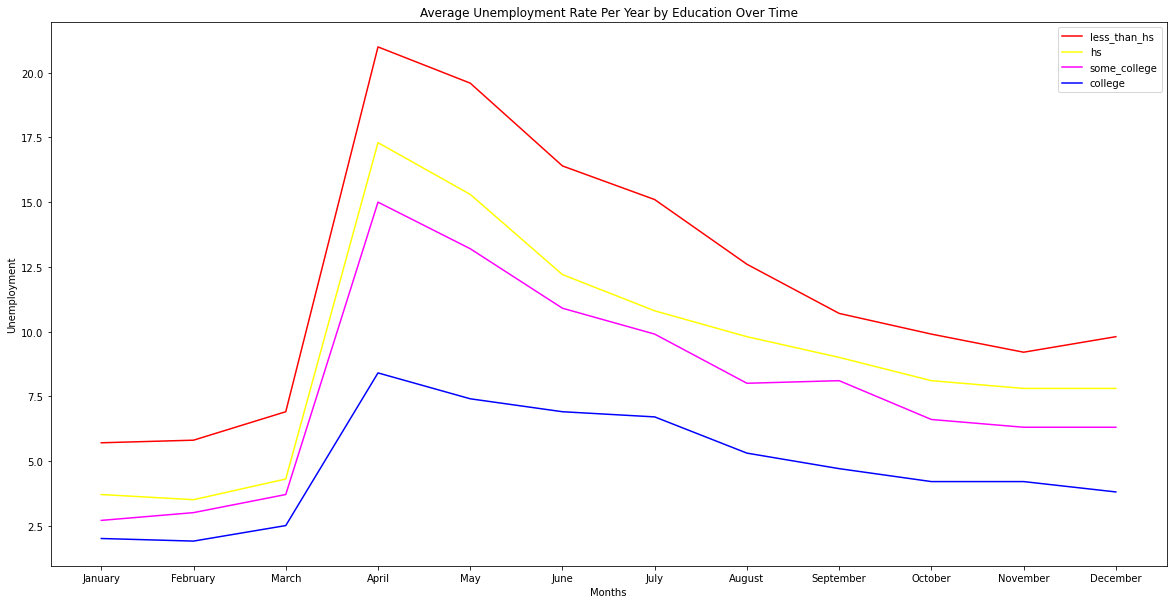 Average Unemployment Rate Per Year by Education Over Time
less_than_hs
hs
some_college
college
20.0
17.5
15.0
12.5
10.0
7.5
5.0
2.5
Unemployment
January February March April May June July August September October November December
Months